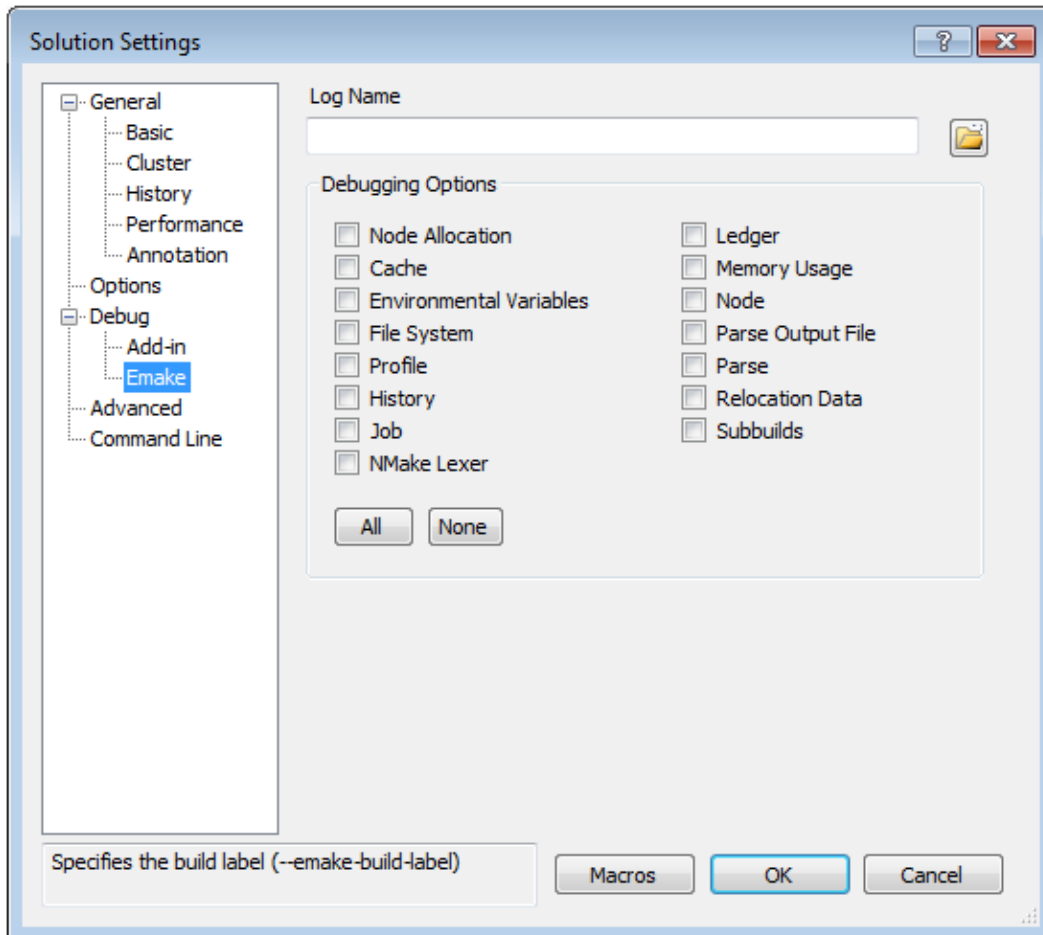 Solution Settings
General
Basic
Cluster
History
Performance
Annotation
Options
Debug
Add-in
Emake
Advanced
Command Line
Log Name
Debugging Options
Node Allocation
Cache
Environmental Variables
File System
Profile
History
Job
NMake Lexer
Ledger
Memory Usage
Node
Parse Output File
Parse
Relocation Data
Subbuilds
All None
Specifies the build label (--emake-build-label)
Macros OK Cancel